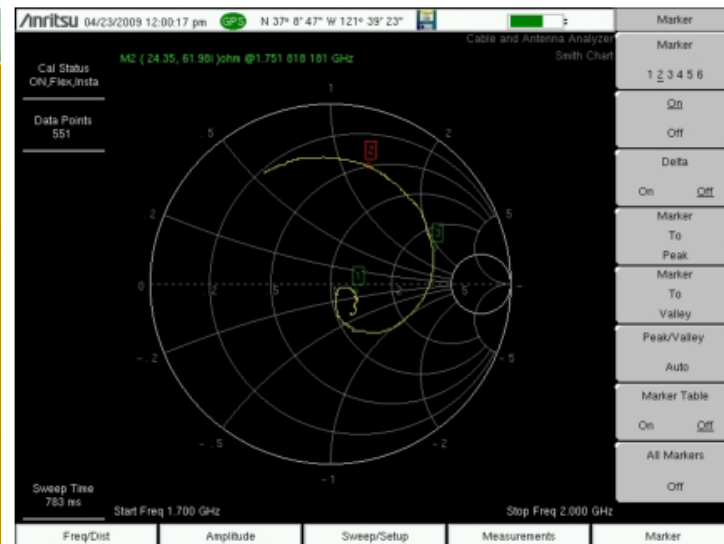 Anritsu 04/23/2009 12:00:17 pm GPS N 37º 8' 47" W 121º 39' 23"
Marker
Cable and Antenna Analyzer
Smith Chart
M2 ( 24.35, 61.98i )ohm @1.751 818 181 GHz
Cal Status
ON,Flex,Insta
Data Points
551
1
.5
2
2
.2
5
1
3
0
.2
.5
2
5
-.2
-5
-.5
-2
-1
Sweep Time
783 ms
Start Freq 1.700 GHz
Stop Freq 2.000 GHz
Marker
1 2 3 4 5 6
On
Off
Delta
On Off
Marker
To
Peak
Marker
To
Valley
Peak/Valley
Auto
Marker Table
On Off
All Markers
Off
Freq/Dist
Amplitude
Sweep/Setup
Measurements
Marker